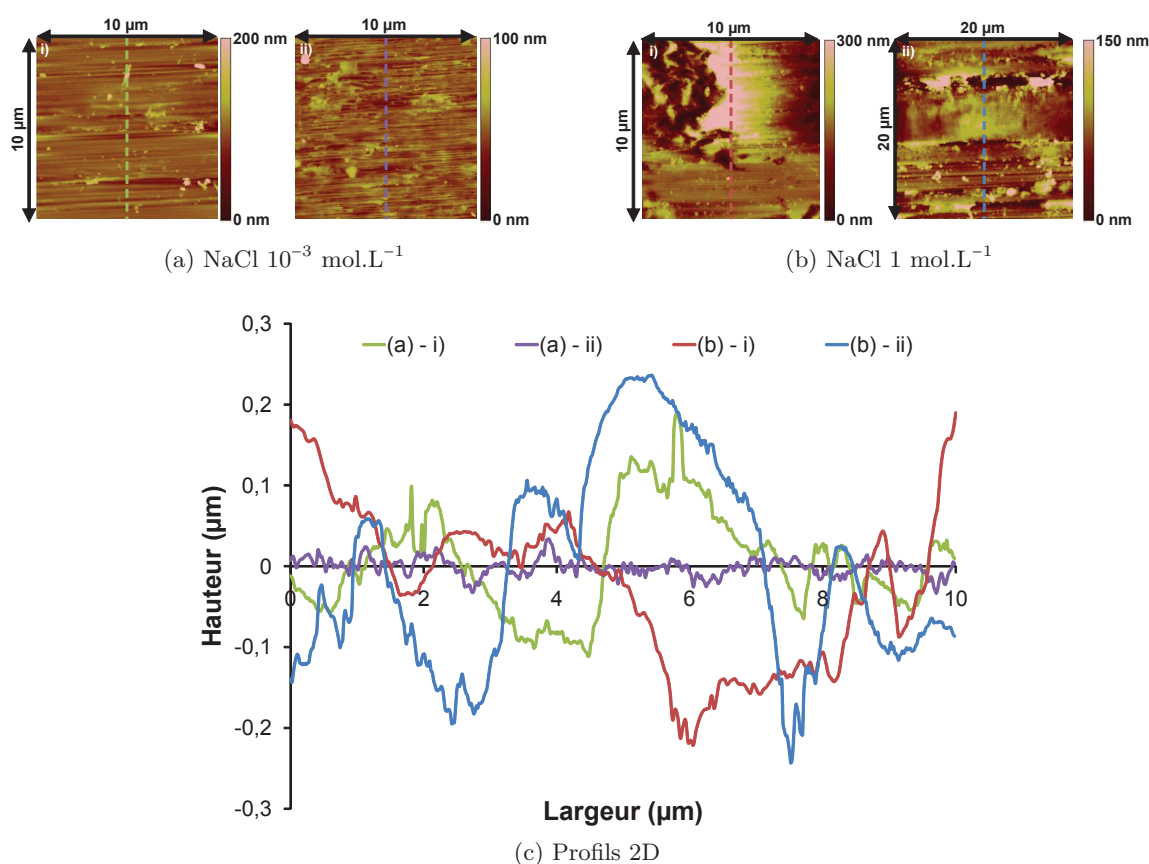 10 µm
10 µm
i)
200 nm
0 nm
10 µm
ii)
100 nm
0 nm
10 µm
10 µm
i)
300 nm
0 nm
20 µm
20 µm
ii)
150 nm
0 nm
(a) NaCl 10⁻³ mol.L⁻¹
(b) NaCl 1 mol.L⁻¹
(a) - i)
(a) - ii)
(b) - i)
(b) - ii)
0,3
0,2
0,1
0
-0,1
-0,2
-0,3
Hauteur (µm)
0 2 4 6 8 10
Largeur (µm)
(c) Profils 2D